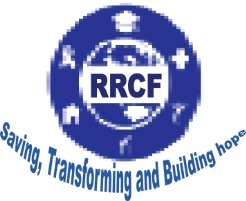 RRCF
Saving, Transforming and Building hope